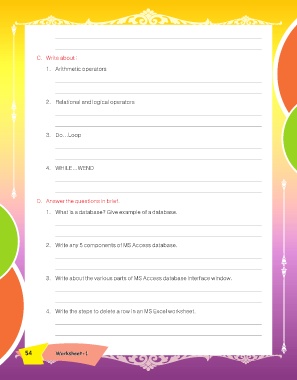 C. Write about :
1. Arithmetic operators
2. Relational and logical operators
3. Do...Loop
4. WHILE...WEND
D. Answer the questions in brief.
1. What is a database? Give example of a database.
2. Write any 5 components of MS Access database.
3. Write about the various parts of MS Access database interface window.
4. Write the steps to delete a row in an MS Excel worksheet.
54 Worksheet-1